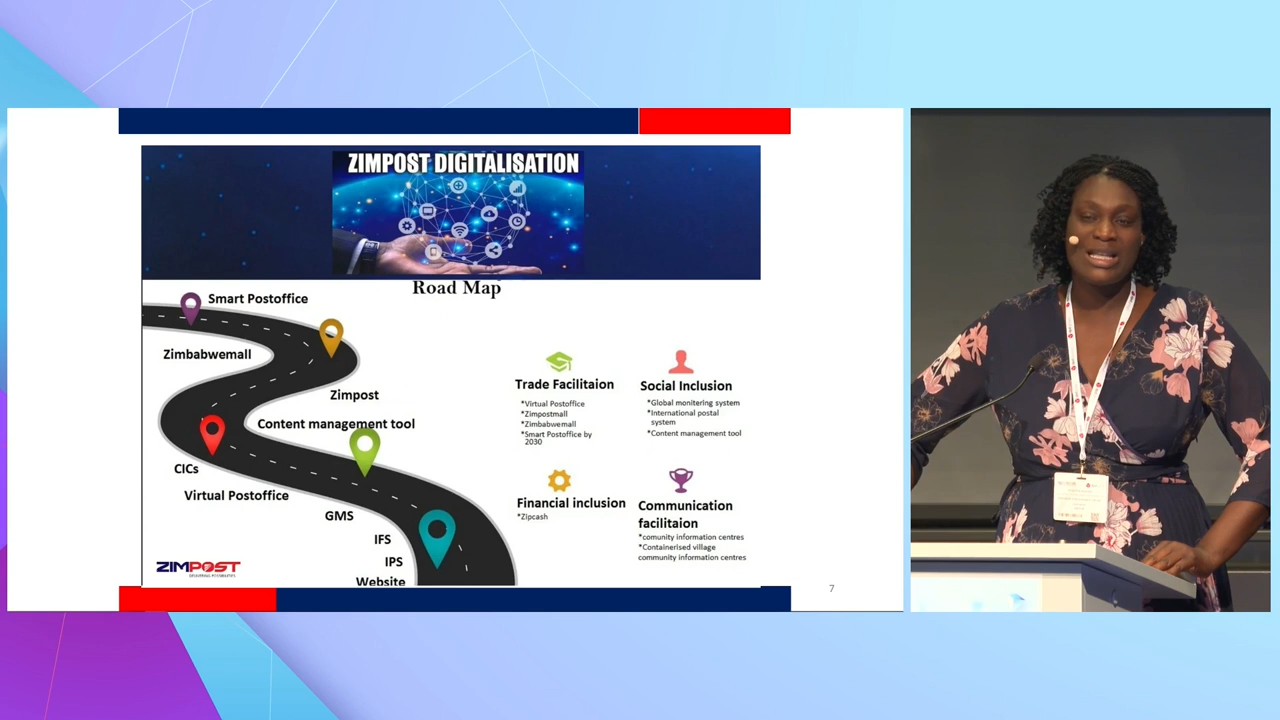 ZIMPOST DIGITALISATION
Road Map
Smart Postoffice
Zimbabwemall
Zimpost
Content management tool
CICs
Virtual Postoffice
GMS
IFS
IPS
Website
Trade Facilitaion
*Virtual Postoffice
*Zimpostmall
*Zimbabwemall
*Smart Postoffice by
2030
Social Inclusion
*Global monitering system
*International postal
system
*Content management tool
Financial inclusion
*Zipcash
Communication
facilitaion
*comunity information centres
*Containerised village
community information centres
ZIMPOST
7